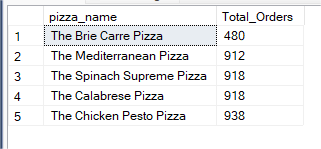 pizza_name Total_Orders
1 The Brie Carre Pizza 480
2 The Mediterranean Pizza 912
3 The Spinach Supreme Pizza 918
4 The Calabrese Pizza 918
5 The Chicken Pesto Pizza 938